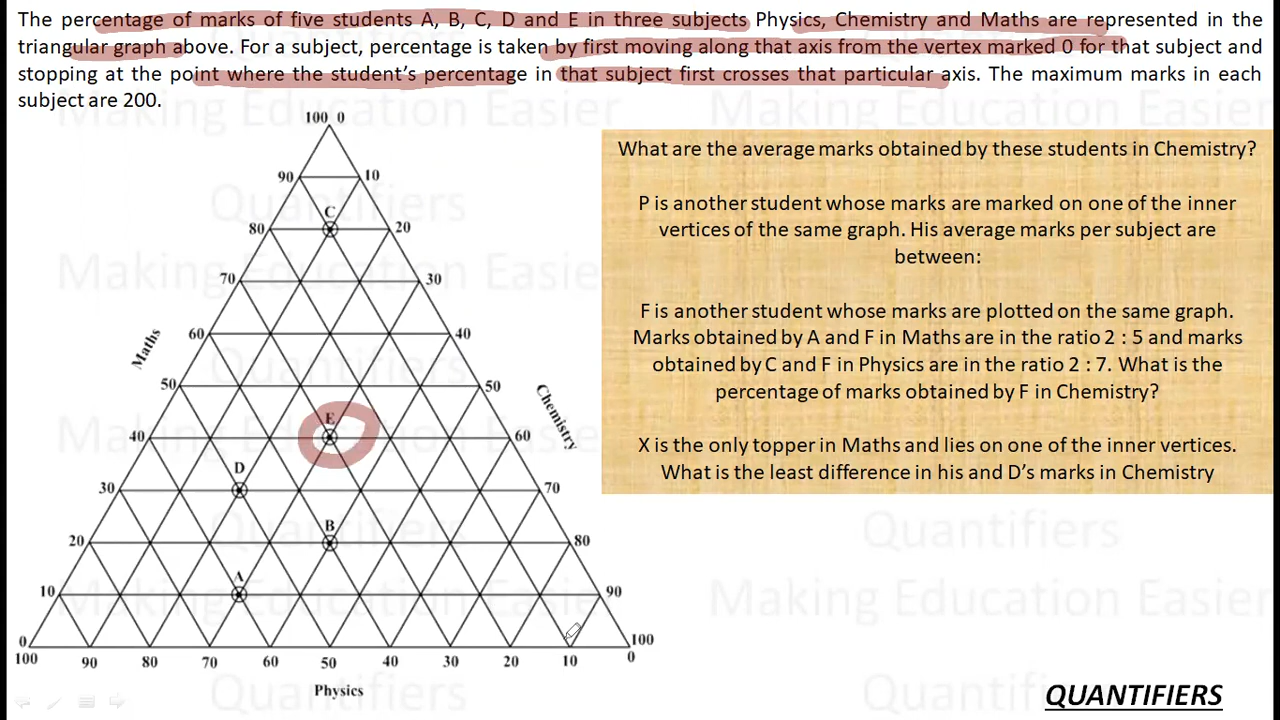 The percentage of marks of five students A, B, C, D and E in three subjects Physics, Chemistry and Maths are represented in the
triangular graph above. For a subject, percentage is taken by first moving along that axis from the vertex marked 0 for that subject and
stopping at the point where the student's percentage in that subject first crosses that particular axis. The maximum marks in each
subject are 200.
What are the average marks obtained by these students in Chemistry?
P is another student whose marks are marked on one of the inner
vertices of the same graph. His average marks per subject are
between:
F is another student whose marks are plotted on the same graph.
Marks obtained by A and F in Maths are in the ratio 2 : 5 and marks
obtained by C and F in Physics are in the ratio 2 : 7. What is the
percentage of marks obtained by F in Chemistry?
X is the only topper in Maths and lies on one of the inner vertices.
What is the least difference in his and D's marks in Chemistry
100 0
90 10
C
80 20
70 30
60 40
Maths
50 50
Chemistry
E
40 60
D
30 70
B
20 80
A
10 90
0 100
100 90 80 70 60 50 40 30 20 10 0
Physics
QUANTIFIERS
Making Education Easier
Quantifiers